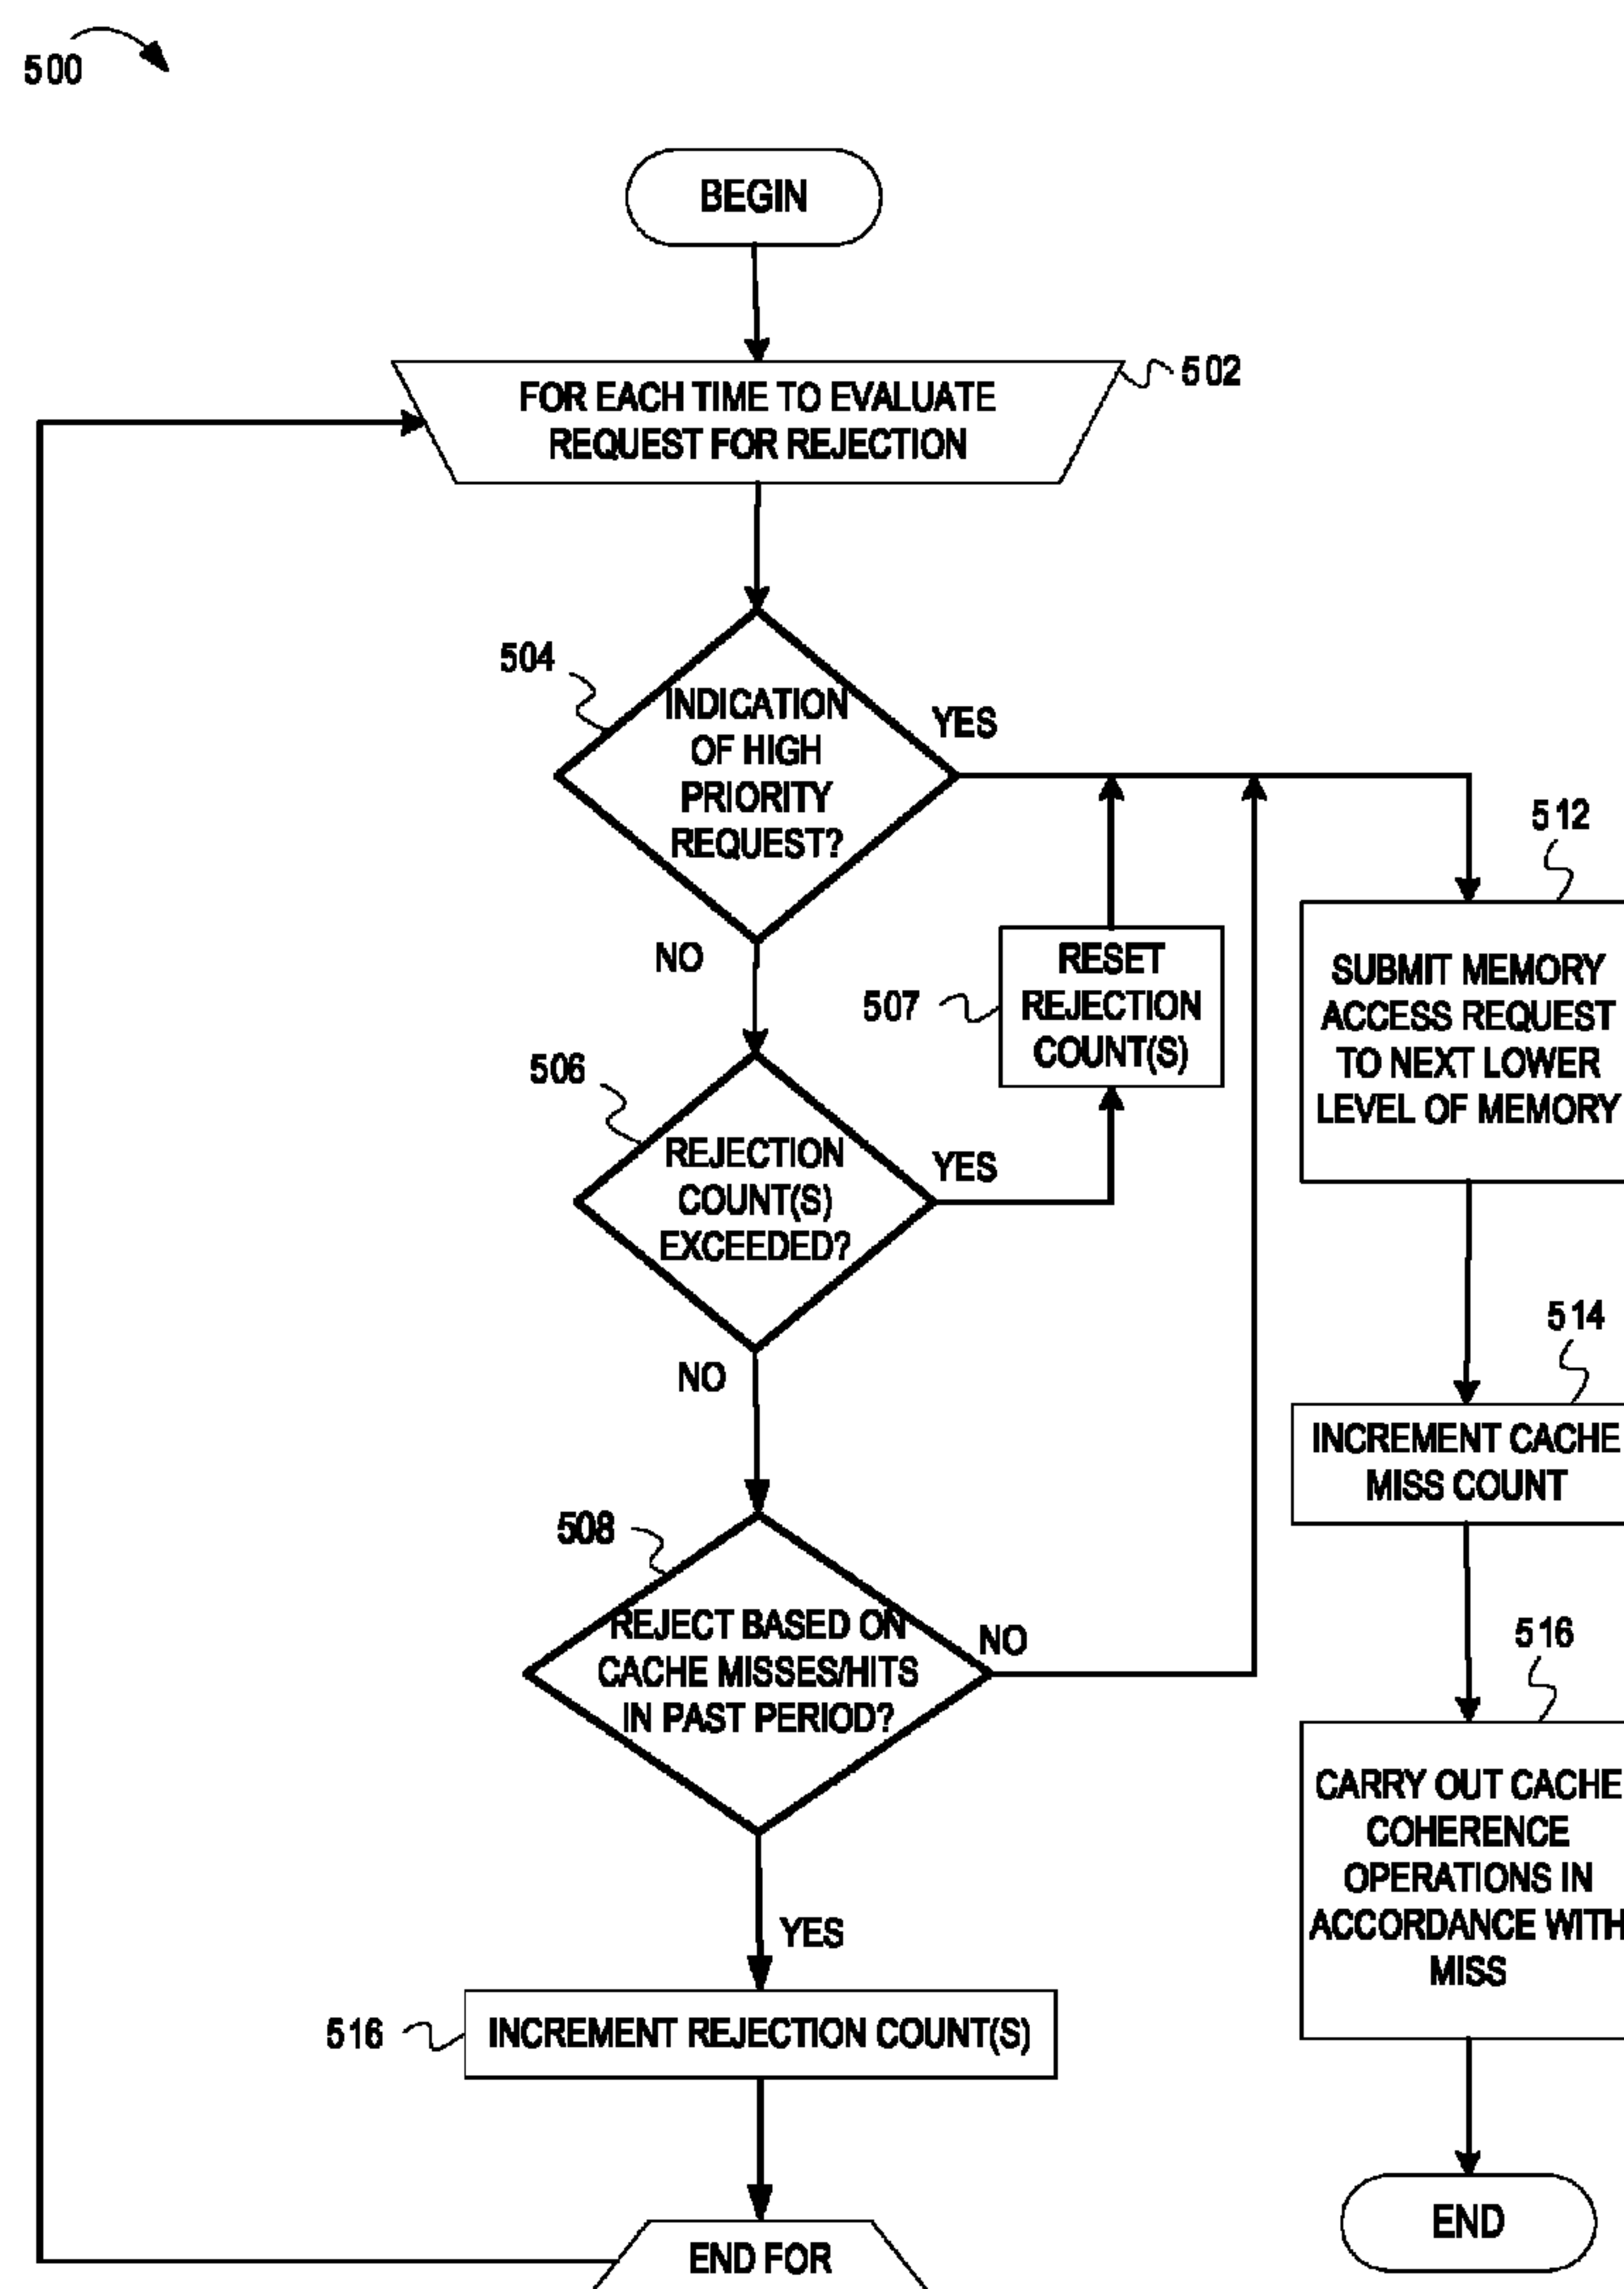 500
BEGIN
FOR EACH TIME TO EVALUATE
REQUEST FOR REJECTION
502
504
INDICATION
OF HIGH
PRIORITY
REQUEST?
YES
NO
512
SUBMIT MEMORY
ACCESS REQUEST
TO NEXT LOWER
LEVEL OF MEMORY
507
RESET
REJECTION
COUNT(S)
506
REJECTION
COUNT(S)
EXCEEDED?
YES
NO
514
INCREMENT CACHE
MISS COUNT
508
REJECT BASED ON
CACHE MISSES/HITS
IN PAST PERIOD?
NO
YES
516
CARRY OUT CACHE
COHERENCE
OPERATIONS IN
ACCORDANCE WITH
MISS
516
INCREMENT REJECTION COUNT(S)
END FOR
END